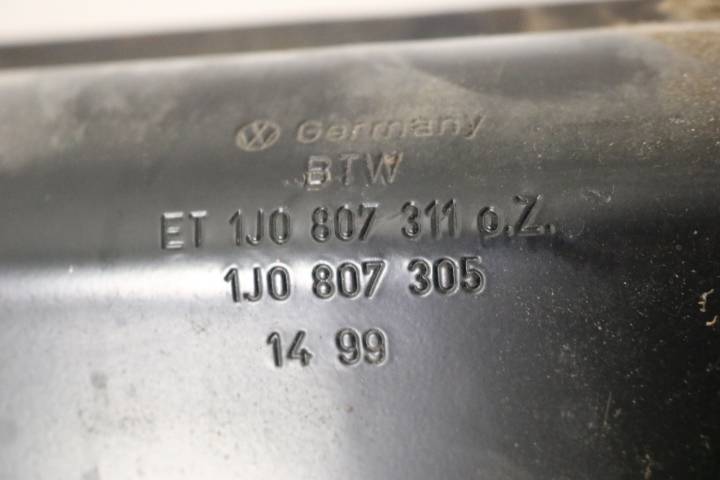 Germany
BTW
ET 1J0 807 311 o.Z.
1J0 807 305
14 99